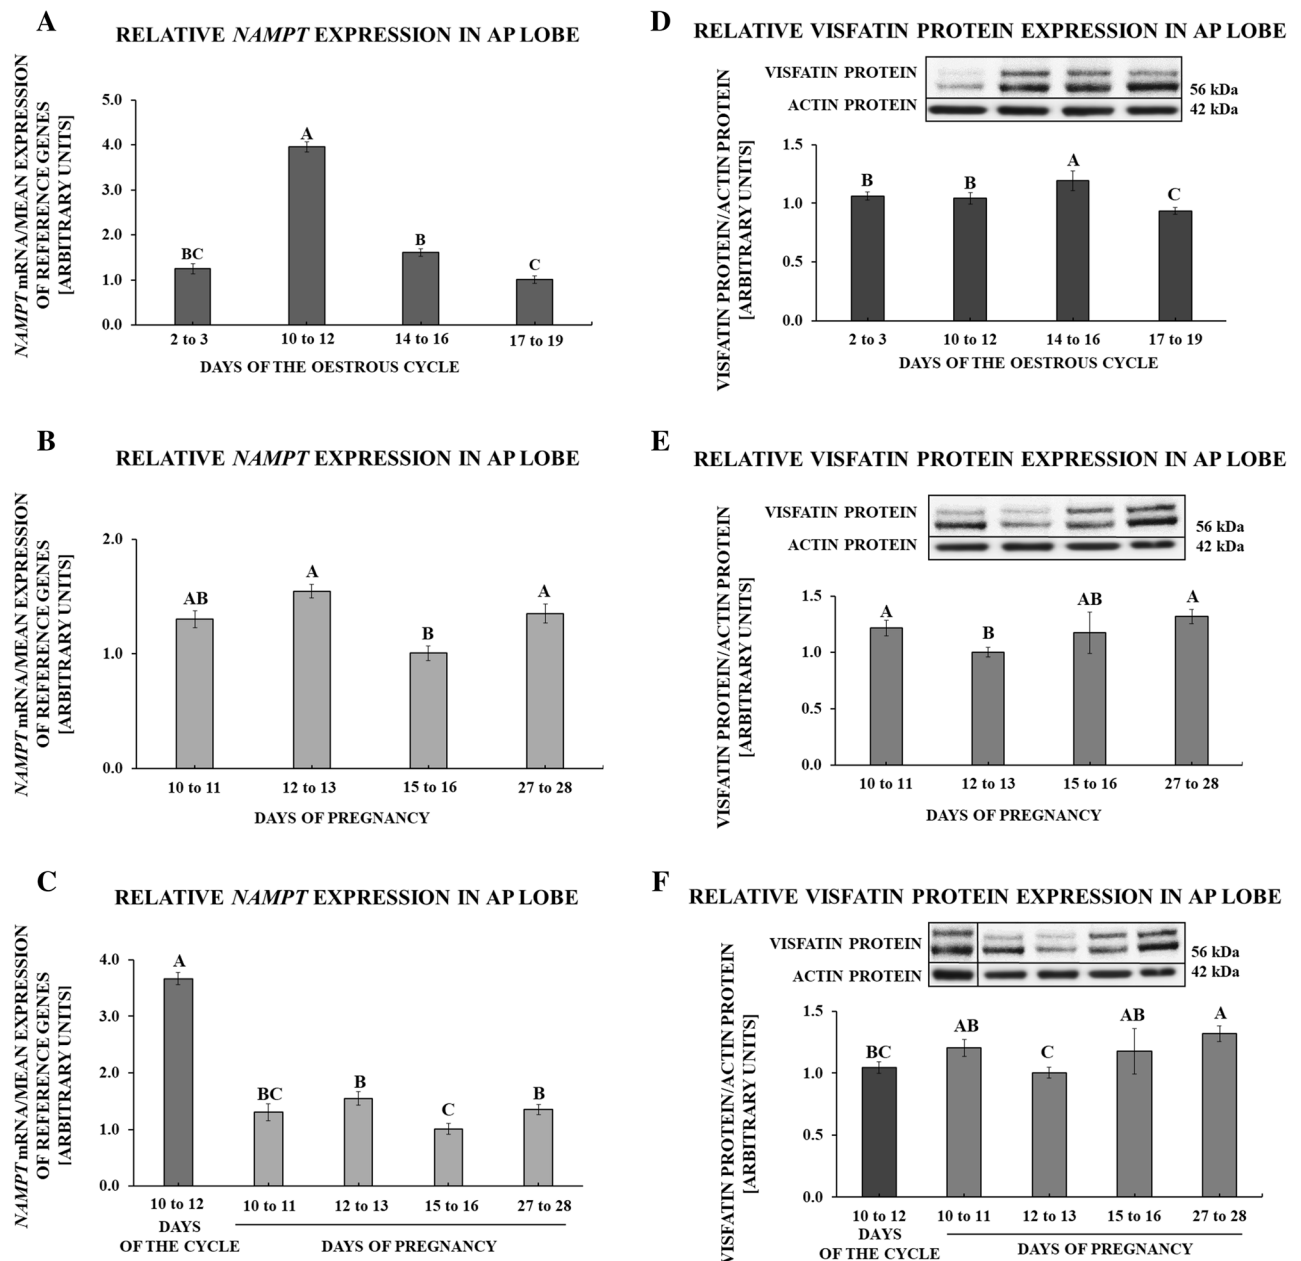 A
RELATIVE NAMPT EXPRESSION IN AP LOBE
NAMPT mRNA/MEAN EXPRESSION
OF REFERENCE GENES
[ARBITRARY UNITS]
5.0
4.0
3.0
2.0
1.0
0.0
BC
A
B
C
2 to 3
10 to 12
14 to 16
17 to 19
DAYS OF THE OESTROUS CYCLE
D
RELATIVE VISFATIN PROTEIN EXPRESSION IN AP LOBE
VISFATIN PROTEIN
56 kDa
ACTIN PROTEIN
42 kDa
VISFATIN PROTEIN/ACTIN PROTEIN
[ARBITRARY UNITS]
1.5
1.0
0.5
0.0
B
B
A
C
2 to 3
10 to 12
14 to 16
17 to 19
DAYS OF THE OESTROUS CYCLE
B
RELATIVE NAMPT EXPRESSION IN AP LOBE
NAMPT mRNA/MEAN EXPRESSION
OF REFERENCE GENES
[ARBITRARY UNITS]
2.0
1.0
0.0
AB
A
B
A
10 to 11
12 to 13
15 to 16
27 to 28
DAYS OF PREGNANCY
E
RELATIVE VISFATIN PROTEIN EXPRESSION IN AP LOBE
VISFATIN PROTEIN
56 kDa
ACTIN PROTEIN
42 kDa
VISFATIN PROTEIN/ACTIN PROTEIN
[ARBITRARY UNITS]
1.5
1.0
0.5
0.0
A
B
AB
A
10 to 11
12 to 13
15 to 16
27 to 28
DAYS OF PREGNANCY
C
RELATIVE NAMPT EXPRESSION IN AP LOBE
NAMPT mRNA/MEAN EXPRESSION
OF REFERENCE GENES
[ARBITRARY UNITS]
4.0
3.0
2.0
1.0
0.0
A
BC
B
C
B
10 to 12
10 to 11
12 to 13
15 to 16
27 to 28
DAYS
OF THE CYCLE
DAYS OF PREGNANCY
F
RELATIVE VISFATIN PROTEIN EXPRESSION IN AP LOBE
VISFATIN PROTEIN
56 kDa
ACTIN PROTEIN
42 kDa
VISFATIN PROTEIN/ACTIN PROTEIN
[ARBITRARY UNITS]
1.5
1.0
0.5
0.0
BC
AB
C
AB
A
10 to 12
10 to 11
12 to 13
15 to 16
27 to 28
DAYS
OF THE CYCLE
DAYS OF PREGNANCY